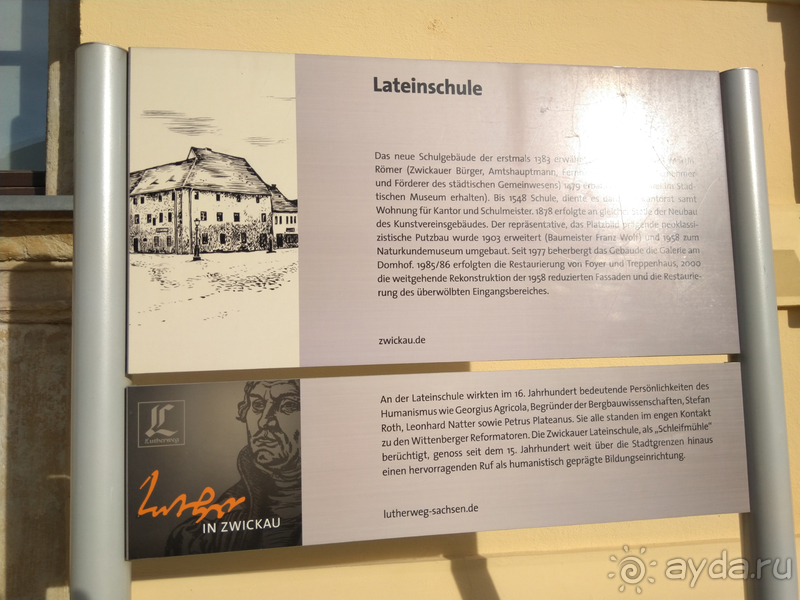 Lateinschule
Das neue Schulgebäude der erstmals 1383
Römer (Zwickauer Bürger, Amtshauptmann,
und Förderer des städtischen Gemeinwesens) 1479
tischen Museum erhalten). Bis 1548 Schule, diente es samt
Wohnung für Kantor und Schulmeister. 1878 erfolgte an gleicher Stelle der Neubau
des Kunstvereinsgebäudes. Der repräsentative, das Platzbild prägende neoklassi-
zistische Putzbau wurde 1903 erweitert (Baumeister Franz Wolf) und 1958 zum
Naturkundemuseum umgebaut. Seit 1977 beherbergt das Gebäude die Galerie am
Domhof. 1985/86 erfolgten die Restaurierung von Foyer und Treppenhaus, 2000
die weitgehende Rekonstruktion der 1958 reduzierten Fassaden und die Restaurie-
rung des überwölbten Eingangsbereiches.
zwickau.de
An der Lateinschule wirkten im 16. Jahrhundert bedeutende Persönlichkeiten des
Humanismus wie Georgius Agricola, Begründer der Bergbauwissenschaften, Stefan
Roth, Leonhard Natter sowie Petrus Plateanus. Sie alle standen im engen Kontakt
zu den Wittenberger Reformatoren. Die Zwickauer Lateinschule, als „Schleifmühle“
berüchtigt, genoss seit dem 15. Jahrhundert weit über die Stadtgrenzen hinaus
einen hervorragenden Ruf als humanistisch geprägte Bildungseinrichtung.
lutherweg-sachsen.de
L
Lutherweg
Luther
IN ZWICKAU
ayda.ru